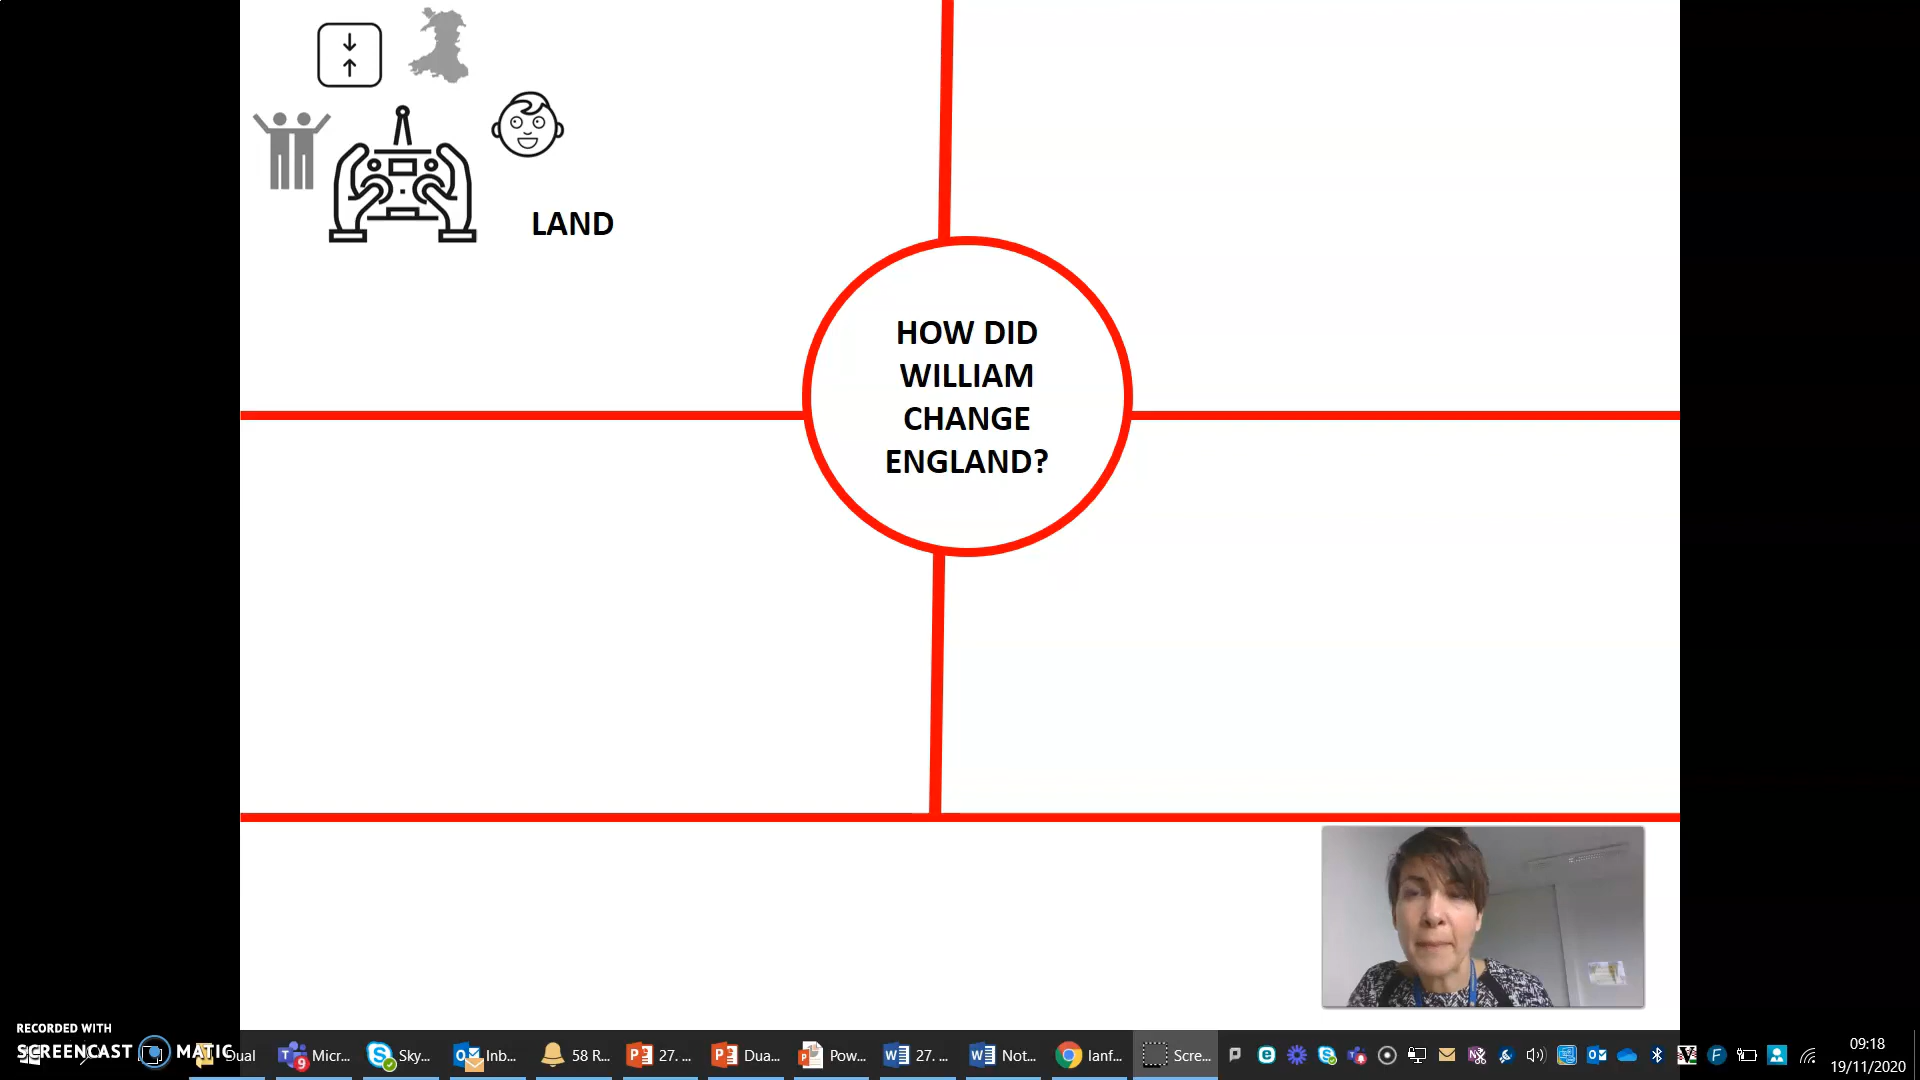 LAND
HOW DID
WILLIAM
CHANGE
ENGLAND?
RECORDED WITH
SCREENCAST MATIC
Dual
Micr...
9
Sky...
Inb...
58 R...
27. ...
Dua...
Pow...
27. ...
Not...
lanf...
Scre...
09:18
19/11/2020